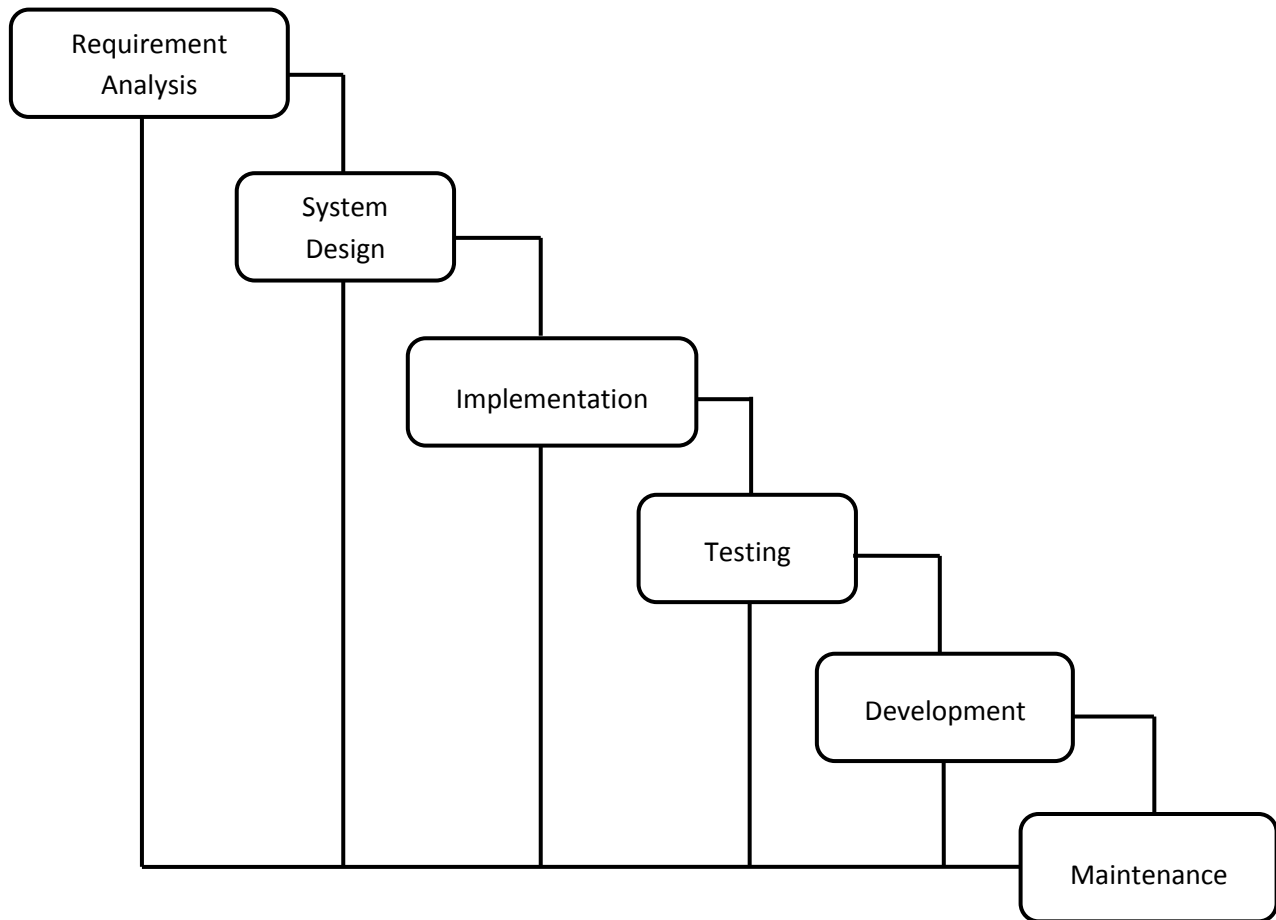 Requirement
Analysis
System
Design
Implementation
Testing
Development
Maintenance